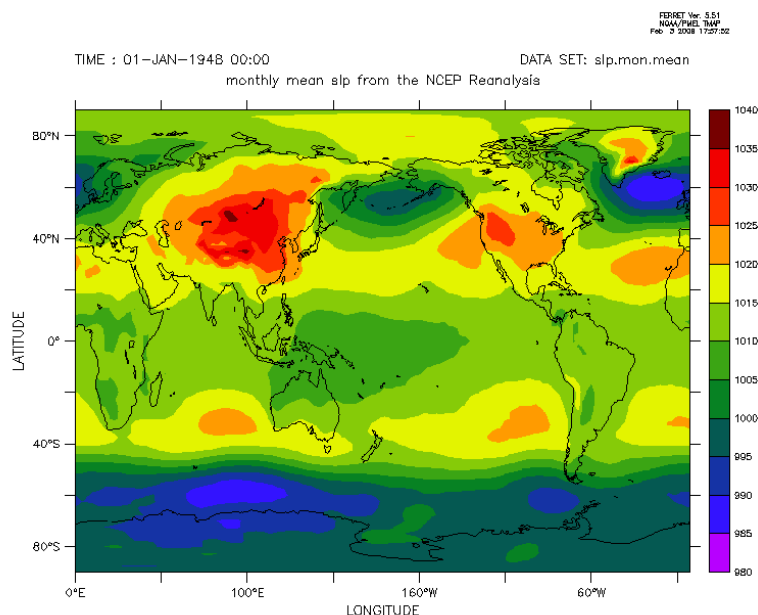 FERRET Ver. 5.51
NOAA/PMEL TMAP
Feb 3 2008 17:57:52
TIME : 01-JAN-1948 00:00 DATA SET: slp.mon.mean
monthly mean slp from the NCEP Reanalysis
80°N
40°N
0°
40°S
80°S
LATITUDE
0°E 100°E 160°W 60°W
LONGITUDE
1040
1035
1030
1025
1020
1015
1010
1005
1000
995
990
985
980